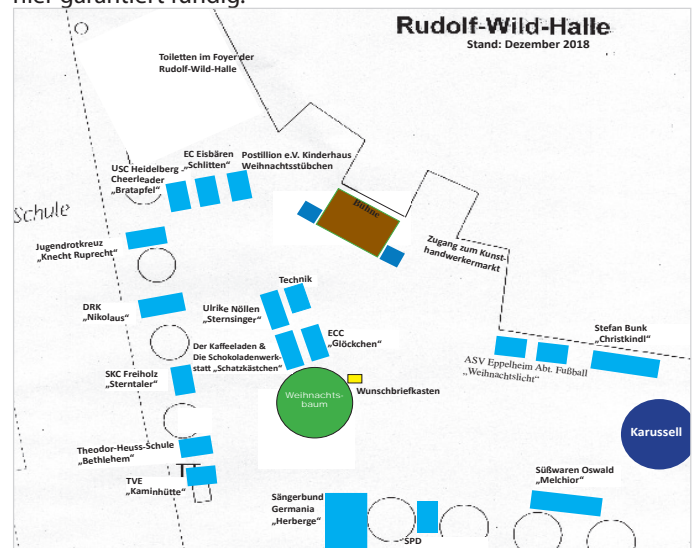 hier garantiert fündig.
Rudolf-Wild-Halle
Stand: Dezember 2018
Toiletten im Foyer der
Rudolf-Wild-Halle
EC Eisbären
„Schlitten“
Postillion e.V. Kinderhaus
Weihnachtsstübchen
USC Heidelberg -
Cheerleader
„Bratapfel“
Schule
Bühne
Jugendrotkreuz
„Knecht Ruprecht“
Zugang zum Kunst-
handwerkermarkt
Technik
DRK
„Nikolaus“
Ulrike Nöllen
„Sternsinger“
ECC
„Glöckchen“
Stefan Bunk
„Christkindl“
Der Kaffeeladen &
Die Schokoladenwerk-
statt „Schatzkästchen“
ASV Eppelheim Abt. Fußball
„Weihnachtslicht“
SKC Freiholz
„Sterntaler“
Weihnachts-
baum
Wunschbriefkasten
Karussell
Theodor-Heuss-Schule
„Bethlehem“
TVE
„Kaminhütte“
Süßwaren Oswald
„Melchior“
Sängerbund
Germania
„Herberge“
SPD